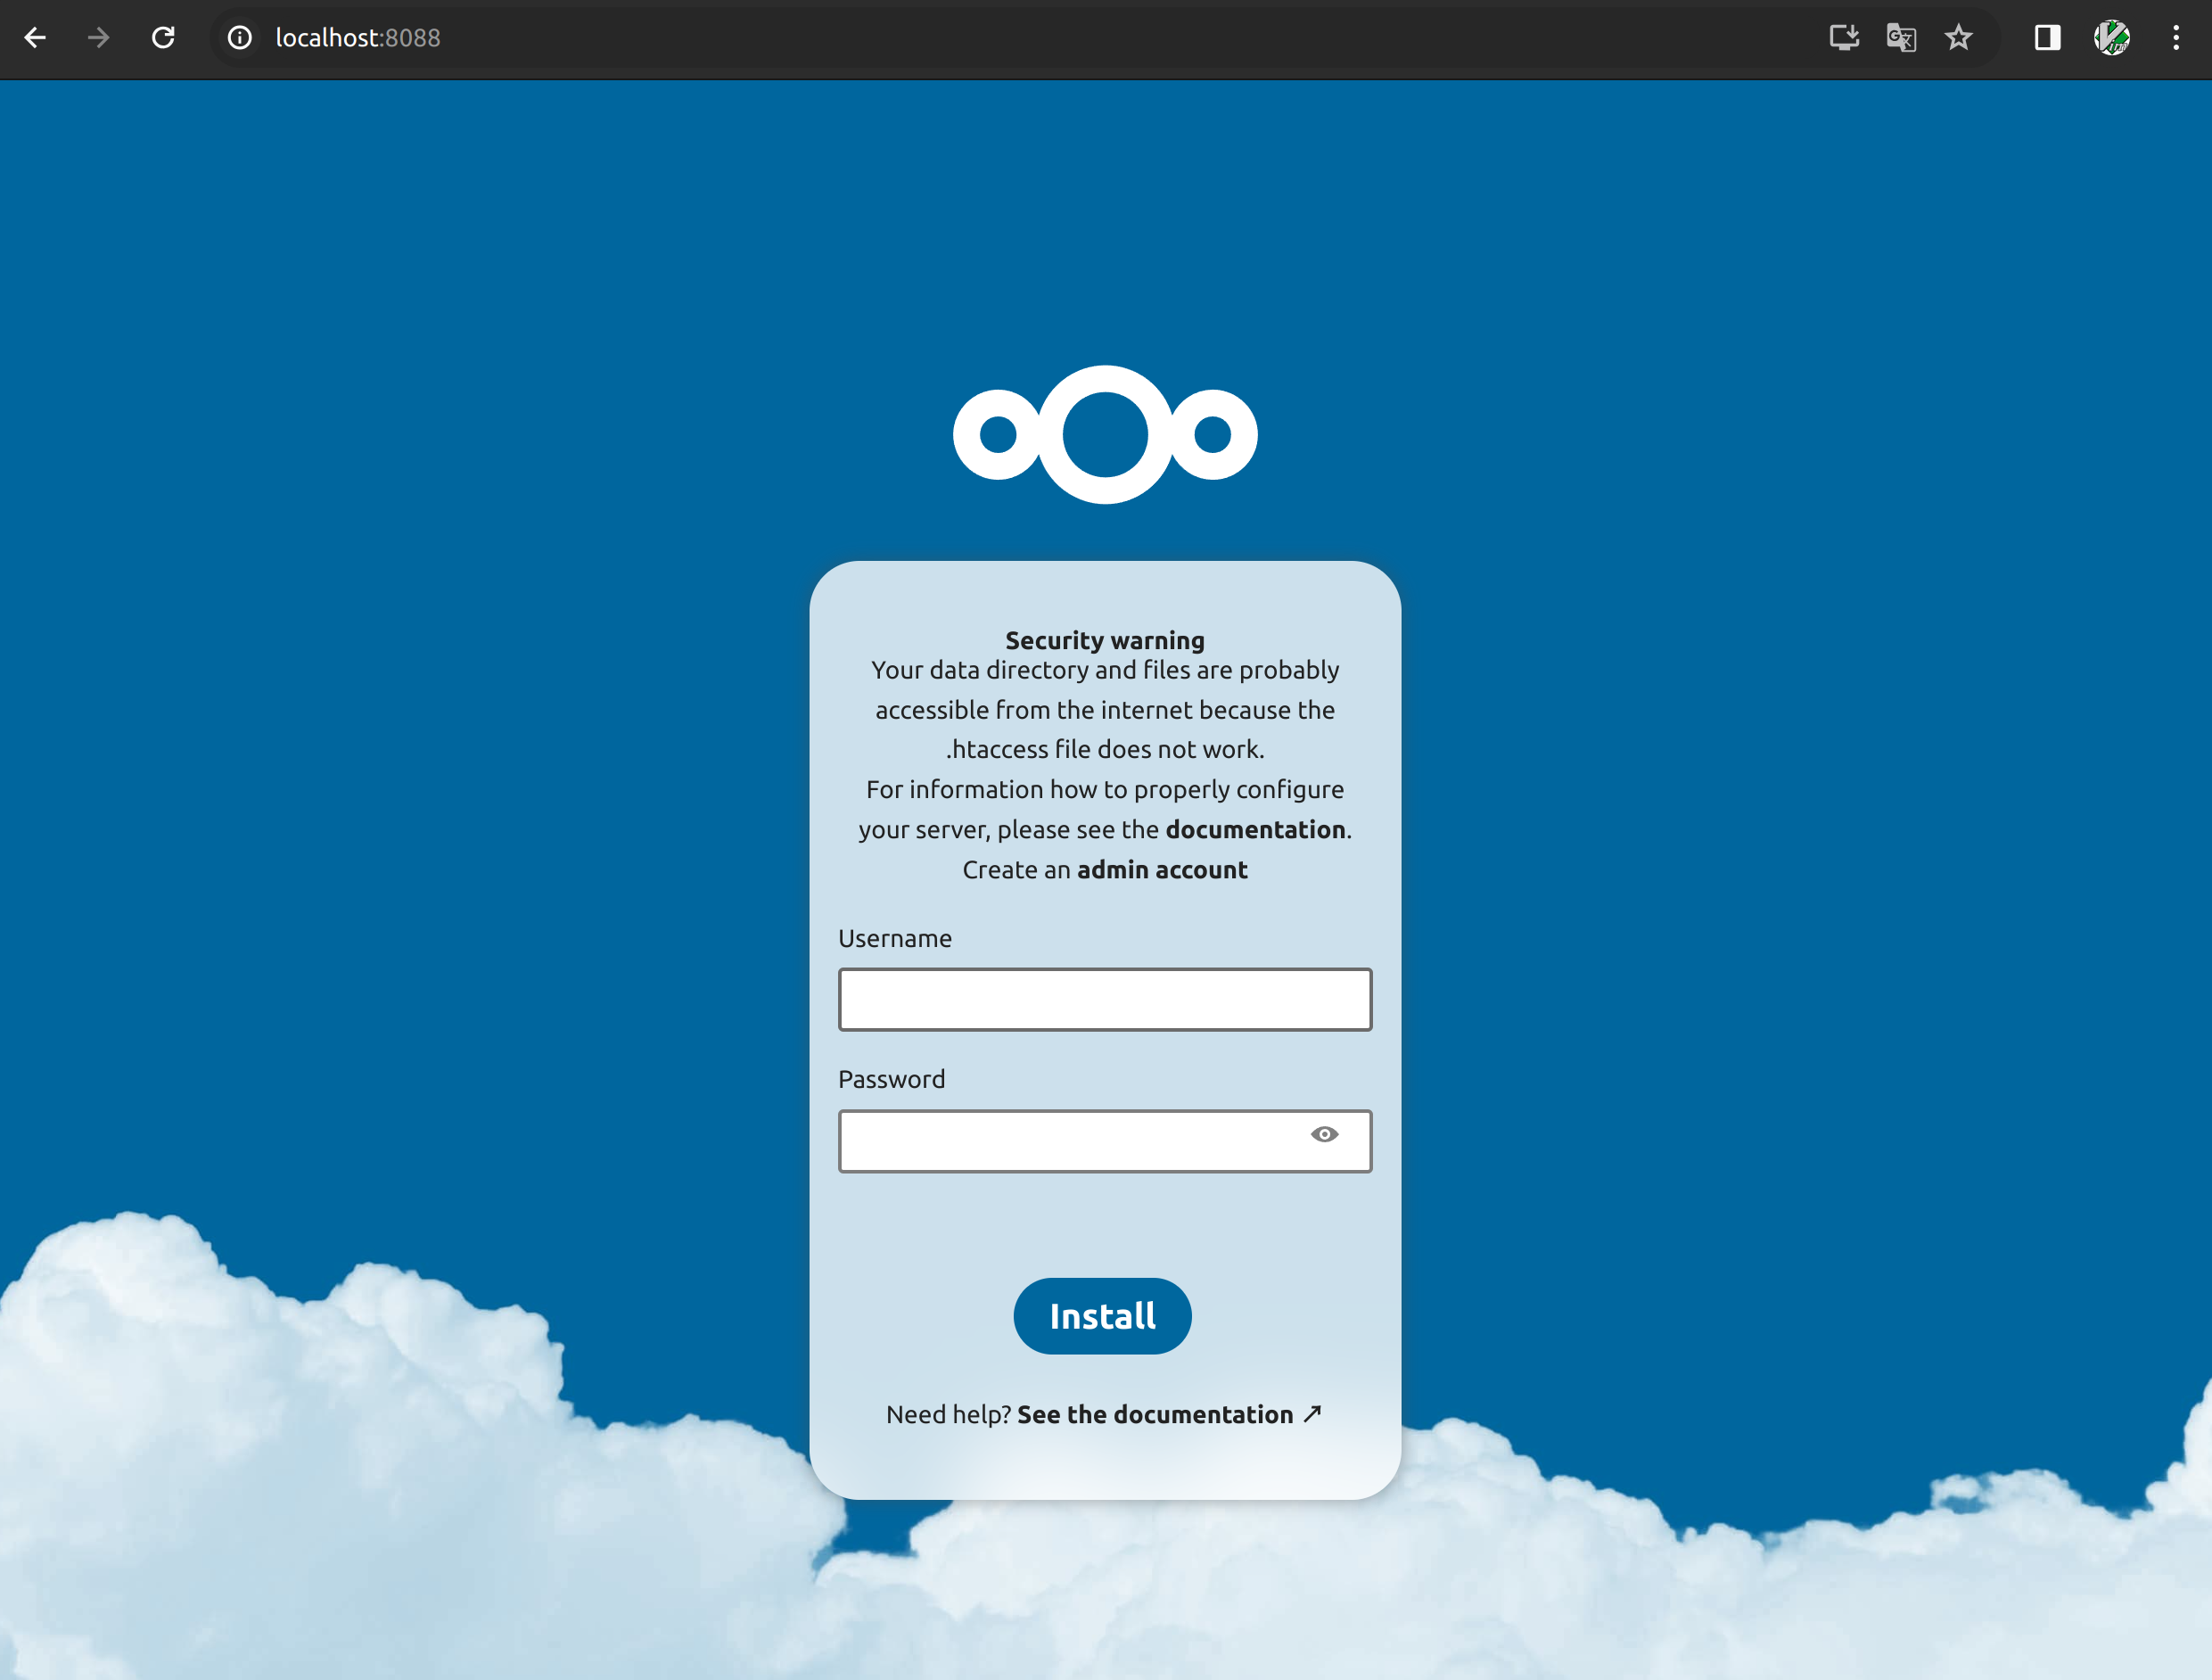 localhost:8088
Security warning
Your data directory and files are probably
accessible from the internet because the
.htaccess file does not work.
For information how to properly configure
your server, please see the documentation.
Create an admin account
Username
Password
Install
Need help? See the documentation ↗